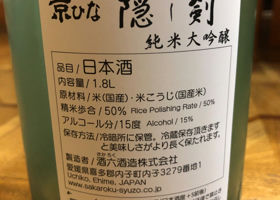 京ひな 隠し剣
純米大吟醸
品目/日本酒
内容量/1.8L
原材料/米(国産)・米こうじ(国産米)
精米歩合/50% Rice Polishing Rate / 50%
アルコール分/15度 Alcohol / 15%
保存方法/冷暗所に保管。冷蔵保存頂きます
と美味しさがより長く保たれます。
さかろく
製造者/酒六酒造株式会社
愛媛県喜多郡内子町内子3279番地1
Uchiko, Ehime, JAPAN
www.sakaroku-syuzo.co.jp